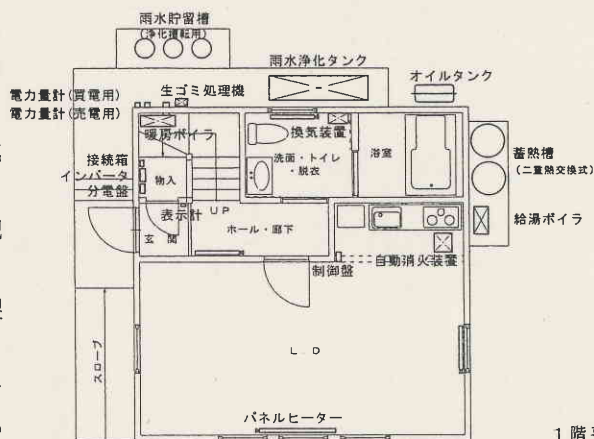 雨水貯留槽
(浄化槽転用)
雨水浄化タンク
オイルタンク
電力量計(買電用)
生ゴミ処理機
電力量計(売電用)
暖房ボイラ
換気装置
洗面・トイレ
・脱衣
浴室
蓄熱槽
(二重熱交換式)
接続箱
インバータ
分電盤
物入
表示計
UP
給湯ボイラ
玄関
ホール・廊下
制御盤
自動消火装置
L D
スロープ
パネルヒーター
1階